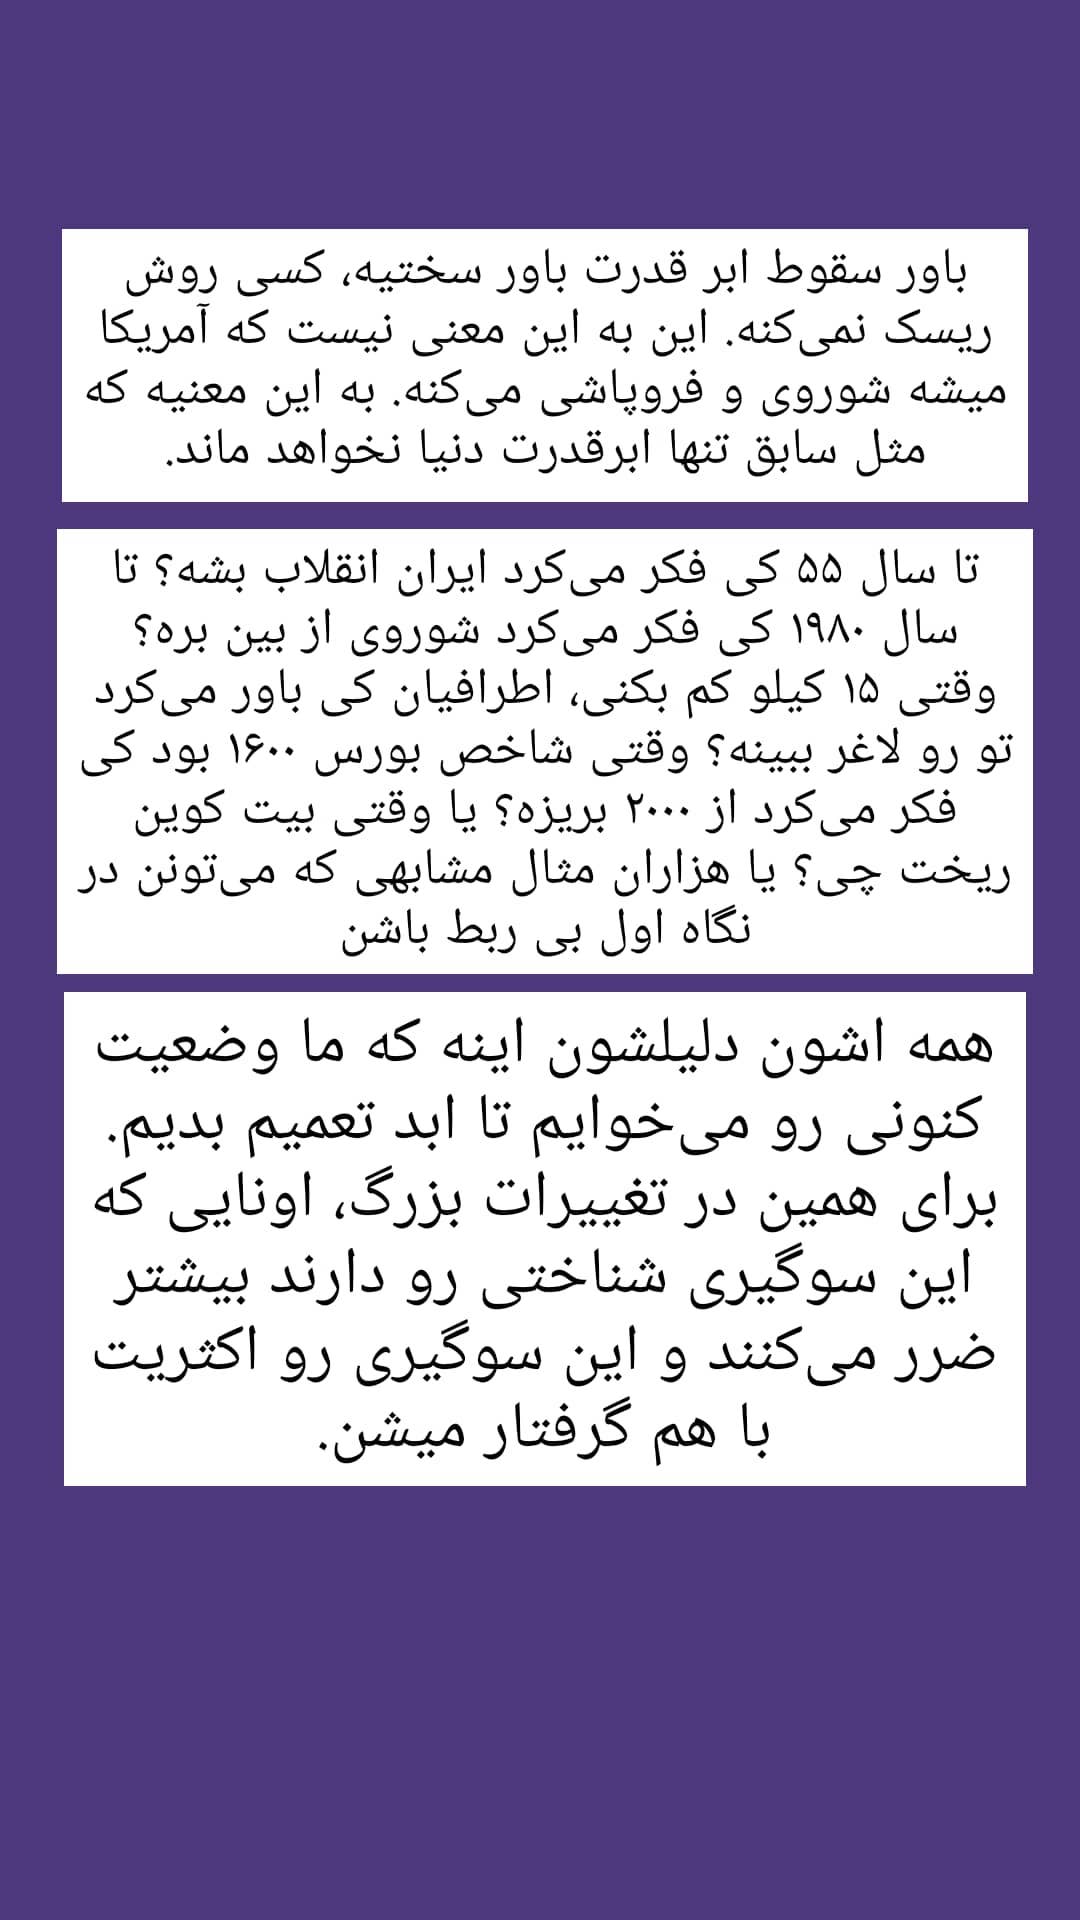 باور سقوط ابر قدرت باور سختیه، کسی روش
ریسک نمی‌کنه. این به این معنی نیست که آمریکا
میشه شوروی و فروپاشی می‌کنه. به این معنیه که
مثل سابق تنها ابرقدرت دنیا نخواهد ماند.
تا سال ۵۵ کی فکر می‌کرد ایران انقلاب بشه؟ تا
سال ۱۹۸۰ کی فکر می‌کرد شوروی از بین بره؟
وقتی ۱۵ کیلو کم بکنی، اطرافیان کی باور می‌کرد
تو رو لاغر ببینه؟ وقتی شاخص بورس ۱۶۰۰ بود کی
فکر می‌کرد از ۲۰۰۰ بریزه؟ یا وقتی بیت کوین
ریخت چی؟ یا هزاران مثال مشابهی که می‌تونن در
نگاه اول بی ربط باشن
همه اشون دلیلشون اینه که ما وضعیت
کنونی رو می‌خوایم تا ابد تعمیم بدیم.
برای همین در تغییرات بزرگ، اونایی که
این سوگیری شناختی رو دارند بیشتر
ضرر می‌کنند و این سوگیری رو اکثریت
با هم گرفتار میشن.